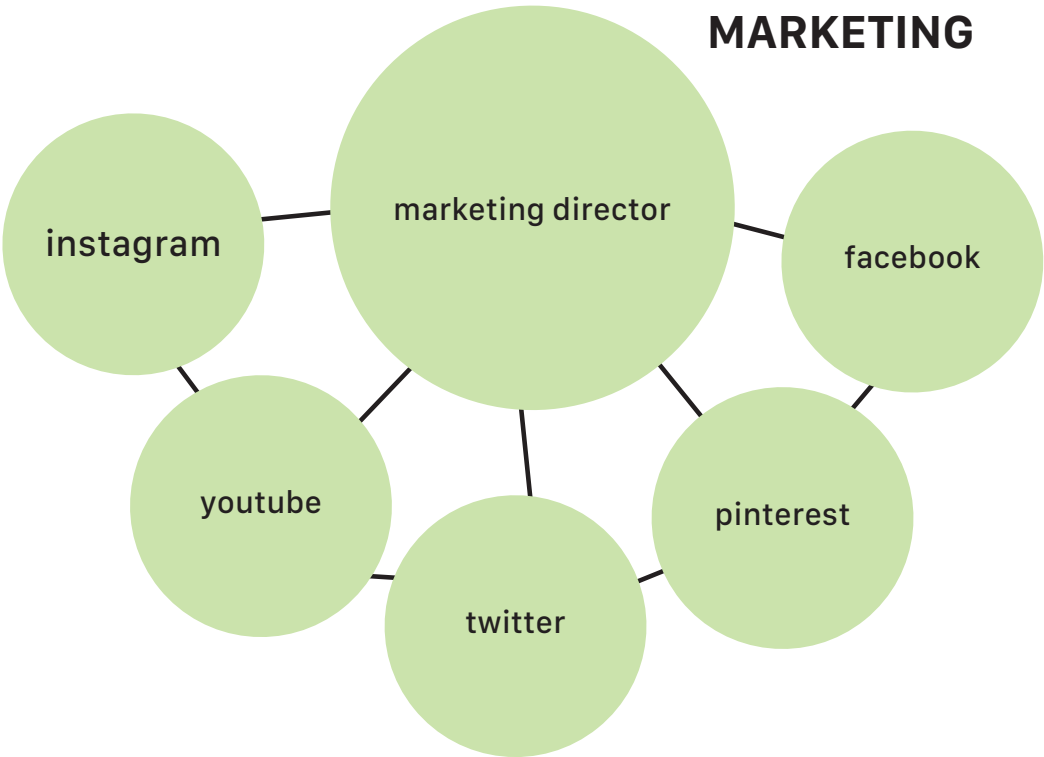 MARKETING
marketing director
instagram
facebook
youtube
pinterest
twitter